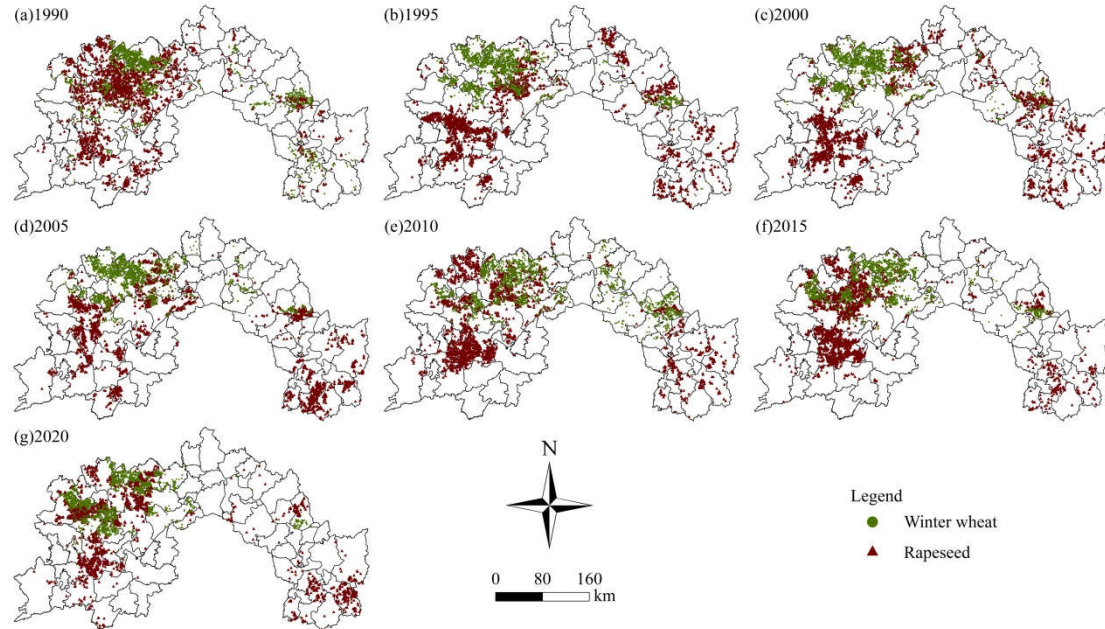 (a)1990
(b)1995
(c)2000
(d)2005
(e)2010
(f)2015
(g)2020
N
0 80 160
km
Legend
Winter wheat
Rapeseed